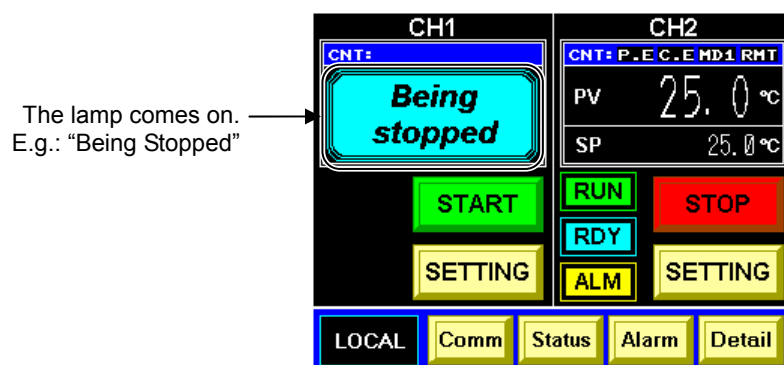 The lamp comes on.
E.g.: “Being Stopped”
CH1
CNT:
Being
stopped
START
SETTING
CH2
CNT: P.E C.E MD1 RMT
PV 25. 0 °C
SP 25. 0 °C
RUN
STOP
RDY
ALM
SETTING
LOCAL Comm Status Alarm Detail